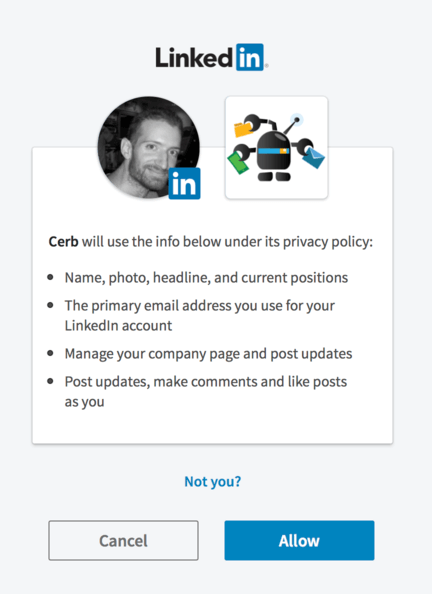 Linked in
in
Cerb will use the info below under its privacy policy:
• Name, photo, headline, and current positions
• The primary email address you use for your
LinkedIn account
• Manage your company page and post updates
• Post updates, make comments and like posts
as you
Not you?
Cancel
Allow